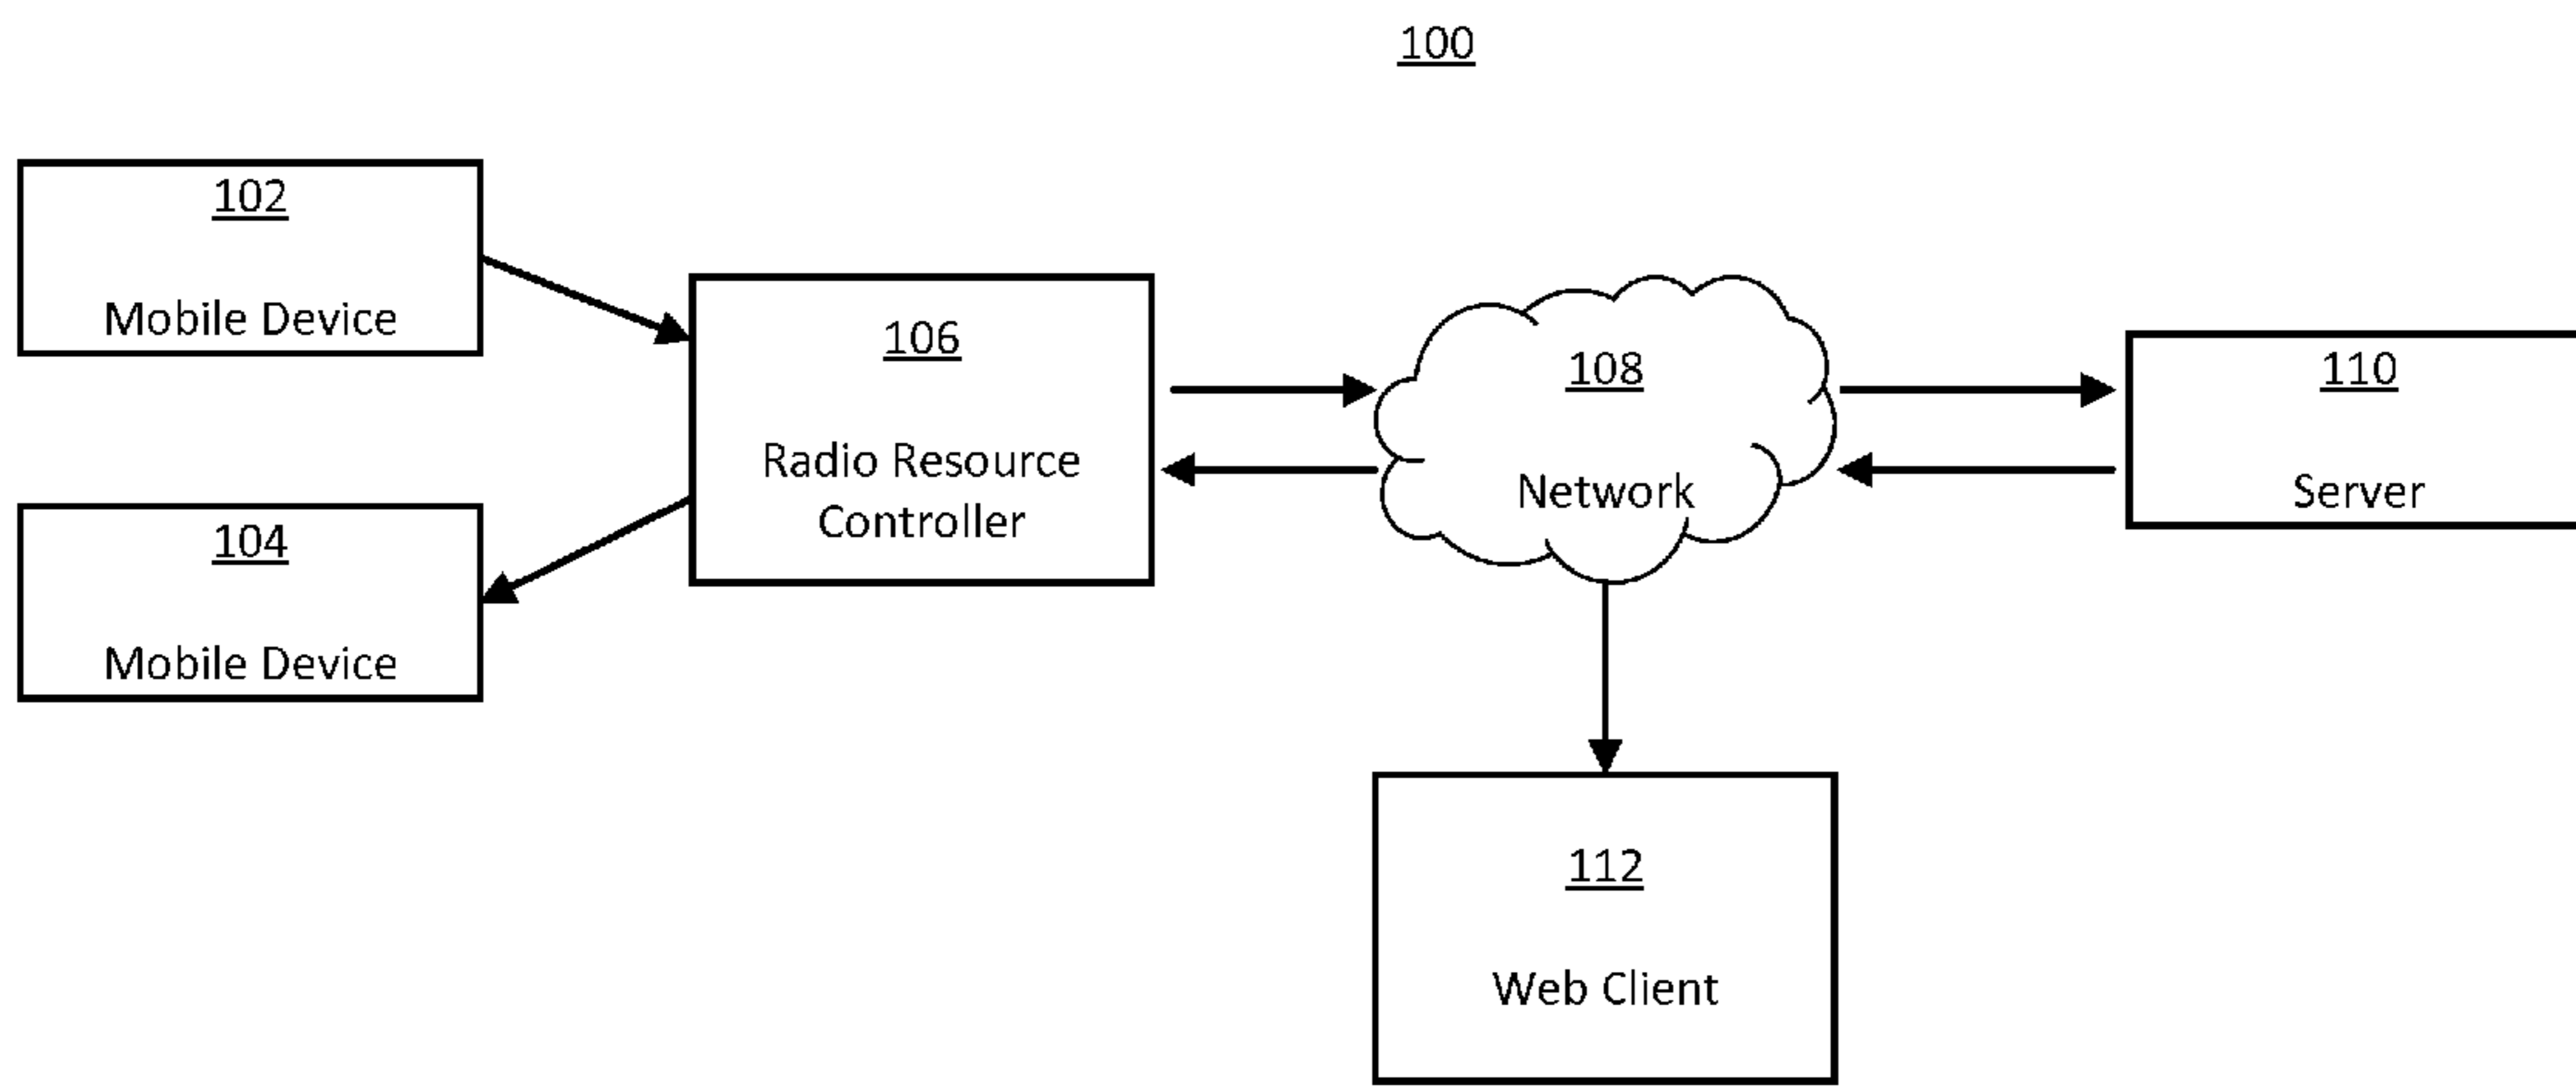 100
102
Mobile Device
104
Mobile Device
106
Radio Resource
Controller
108
Network
110
Server
112
Web Client